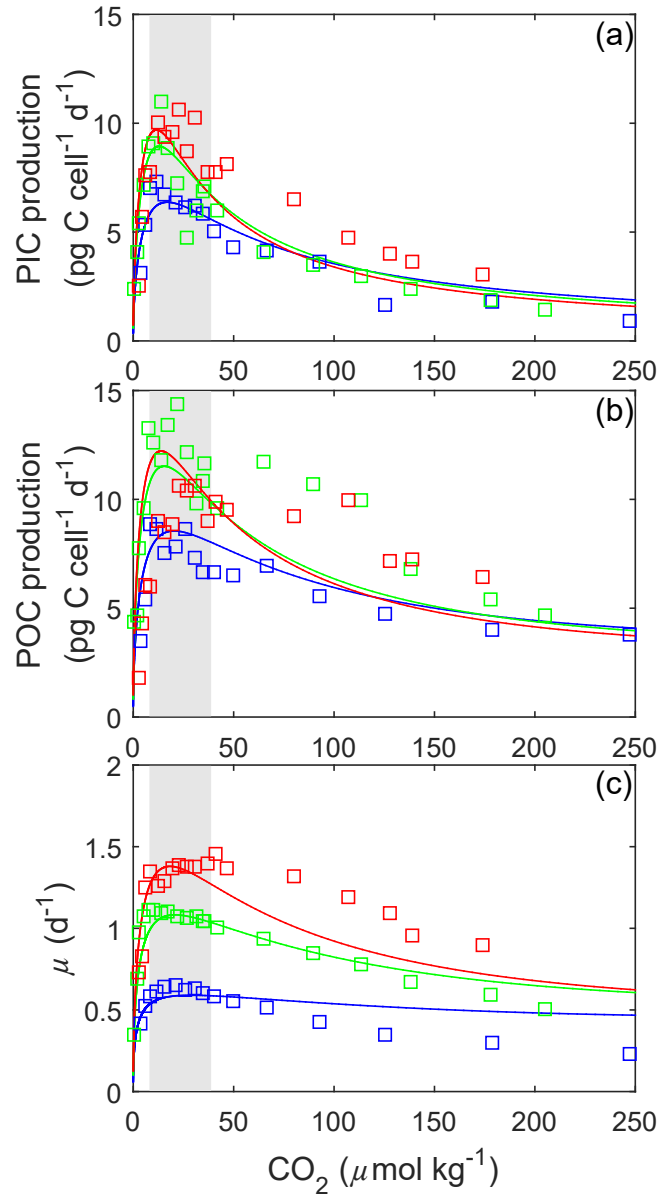 (a)
15
10
5
0
PIC production
(pg C cell⁻¹ d⁻¹)
0 50 100 150 200 250
(b)
15
10
5
0
POC production
(pg C cell⁻¹ d⁻¹)
0 50 100 150 200 250
(c)
2
1.5
1
0.5
0
μ (d⁻¹)
0 50 100 150 200 250
CO₂ (μmol kg⁻¹)